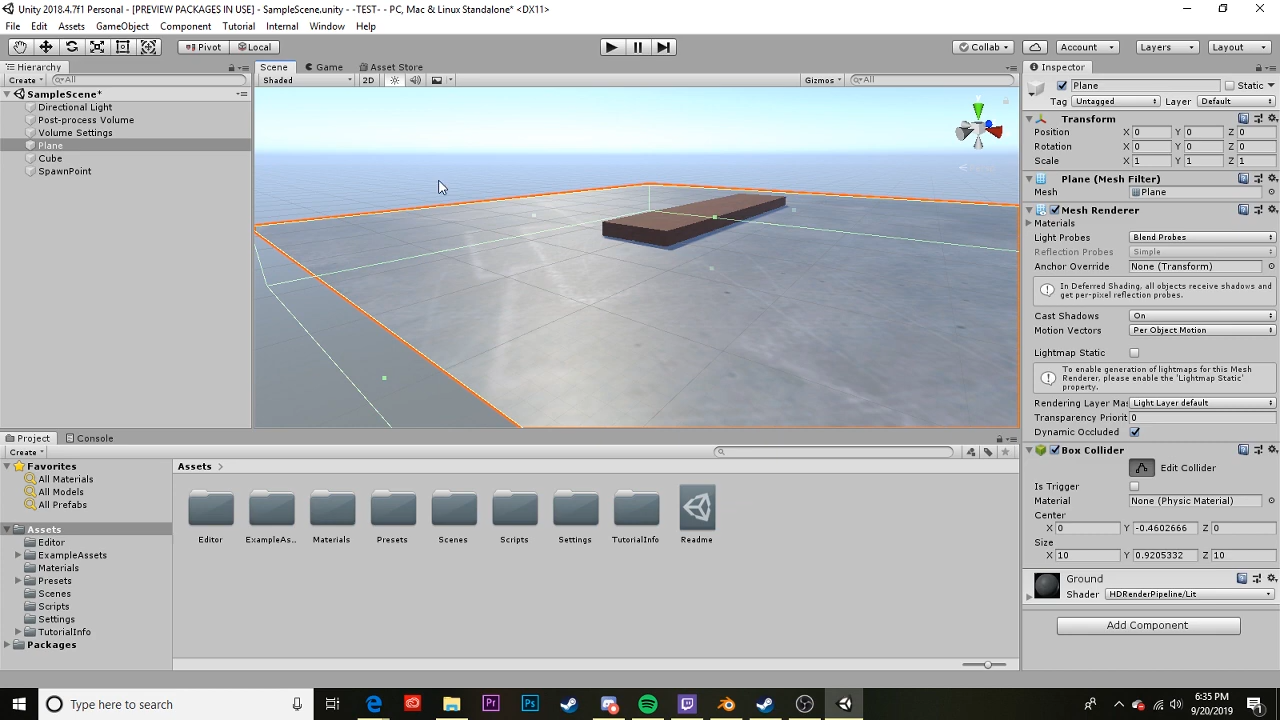 Unity 2018.4.7f1 Personal - [PREVIEW PACKAGES IN USE] - SampleScene.unity - -TEST- - PC, Mac & Linux Standalone* <DX11>
File Edit Assets GameObject Component Tutorial Internal Window Help
Pivot Local Collab Account Layers Layout
Hierarchy
Create All
SampleScene*
Directional Light
Post-process Volume
Volume Settings
Plane
Cube
SpawnPoint
Scene Game Asset Store
Shaded 2D Gizmos All
Inspector
Plane Static
Tag Untagged Layer Default
Transform
Position X 0 Y 0 Z 0
Rotation X 0 Y 0 Z 0
Scale X 1 Y 1 Z 1
Plane (Mesh Filter)
Mesh Plane
Mesh Renderer
Materials
Light Probes Blend Probes
Reflection Probes Simple
Anchor Override None (Transform)
In Deferred Shading, all objects receive shadows and
get per-pixel reflection probes.
Cast Shadows On
Motion Vectors Per Object Motion
Lightmap Static
To enable generation of lightmaps for this Mesh
Renderer, please enable the 'Lightmap Static'
property.
Rendering Layer Mas Light Layer default
Transparency Priorit 0
Dynamic Occluded
Box Collider
Edit Collider
Is Trigger
Material None (Physic Material)
Center
X 0 Y -0.4602666 Z 0
Size
X 10 Y 0.9205332 Z 10
Ground
Shader HDRenderPipeline/Lit
Add Component
Project Console
Create
Favorites
All Materials
All Models
All Prefabs
Assets
Editor
ExampleAssets
Materials
Presets
Scenes
Scripts
Settings
TutorialInfo
Packages
Assets
Editor ExampleAs... Materials Presets Scenes Scripts Settings TutorialInfo Readme
Type here to search
6:35 PM
9/20/2019